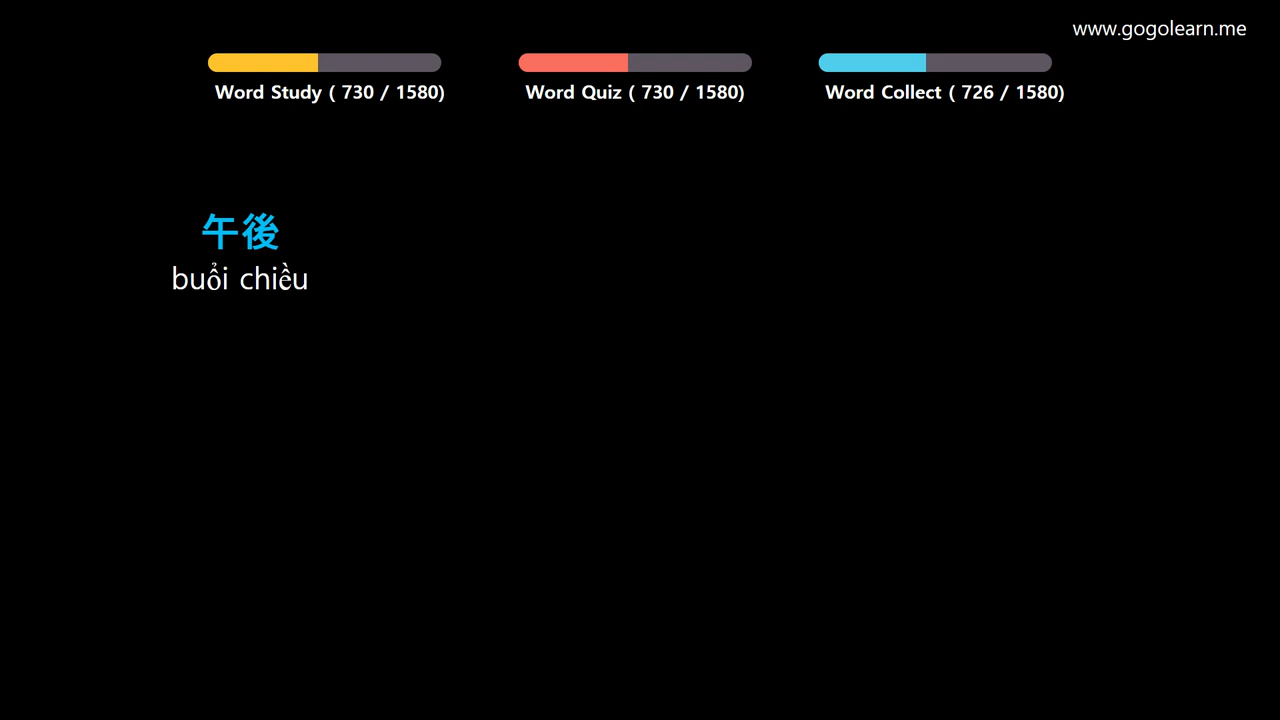 www.gogolearn.me
Word Study ( 730 / 1580)
Word Quiz ( 730 / 1580)
Word Collect ( 726 / 1580)
午後
buổi chiều